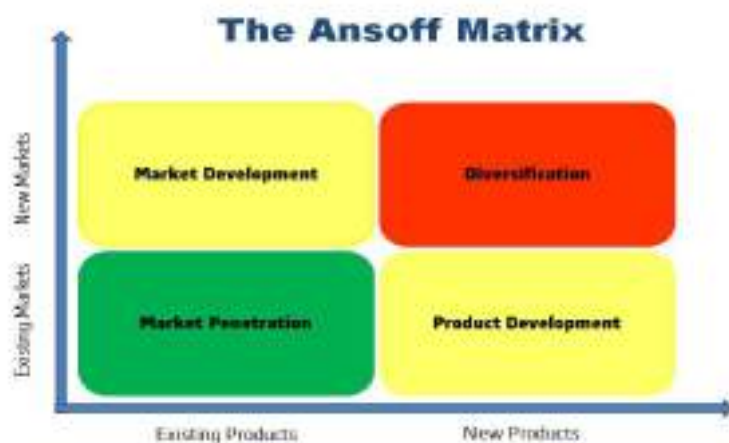 The Ansoff Matrix
New Markets
Market Development
Diversification
Existing Markets
Market Penetration
Product Development
Existing Products
New Products